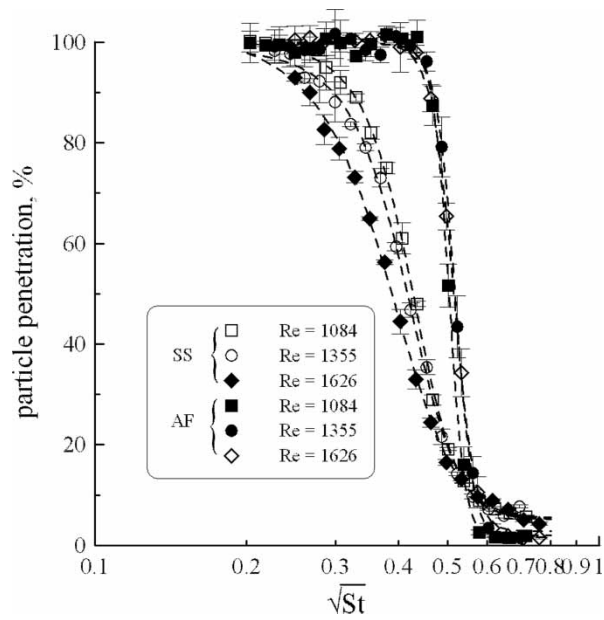 particle penetration, %
100
80
60
40
20
0
SS
Re = 1084
Re = 1355
Re = 1626
AF
Re = 1084
Re = 1355
Re = 1626
0.1 0.2 0.3 0.4 0.5 0.6 0.7 0.8 0.9 1
√St